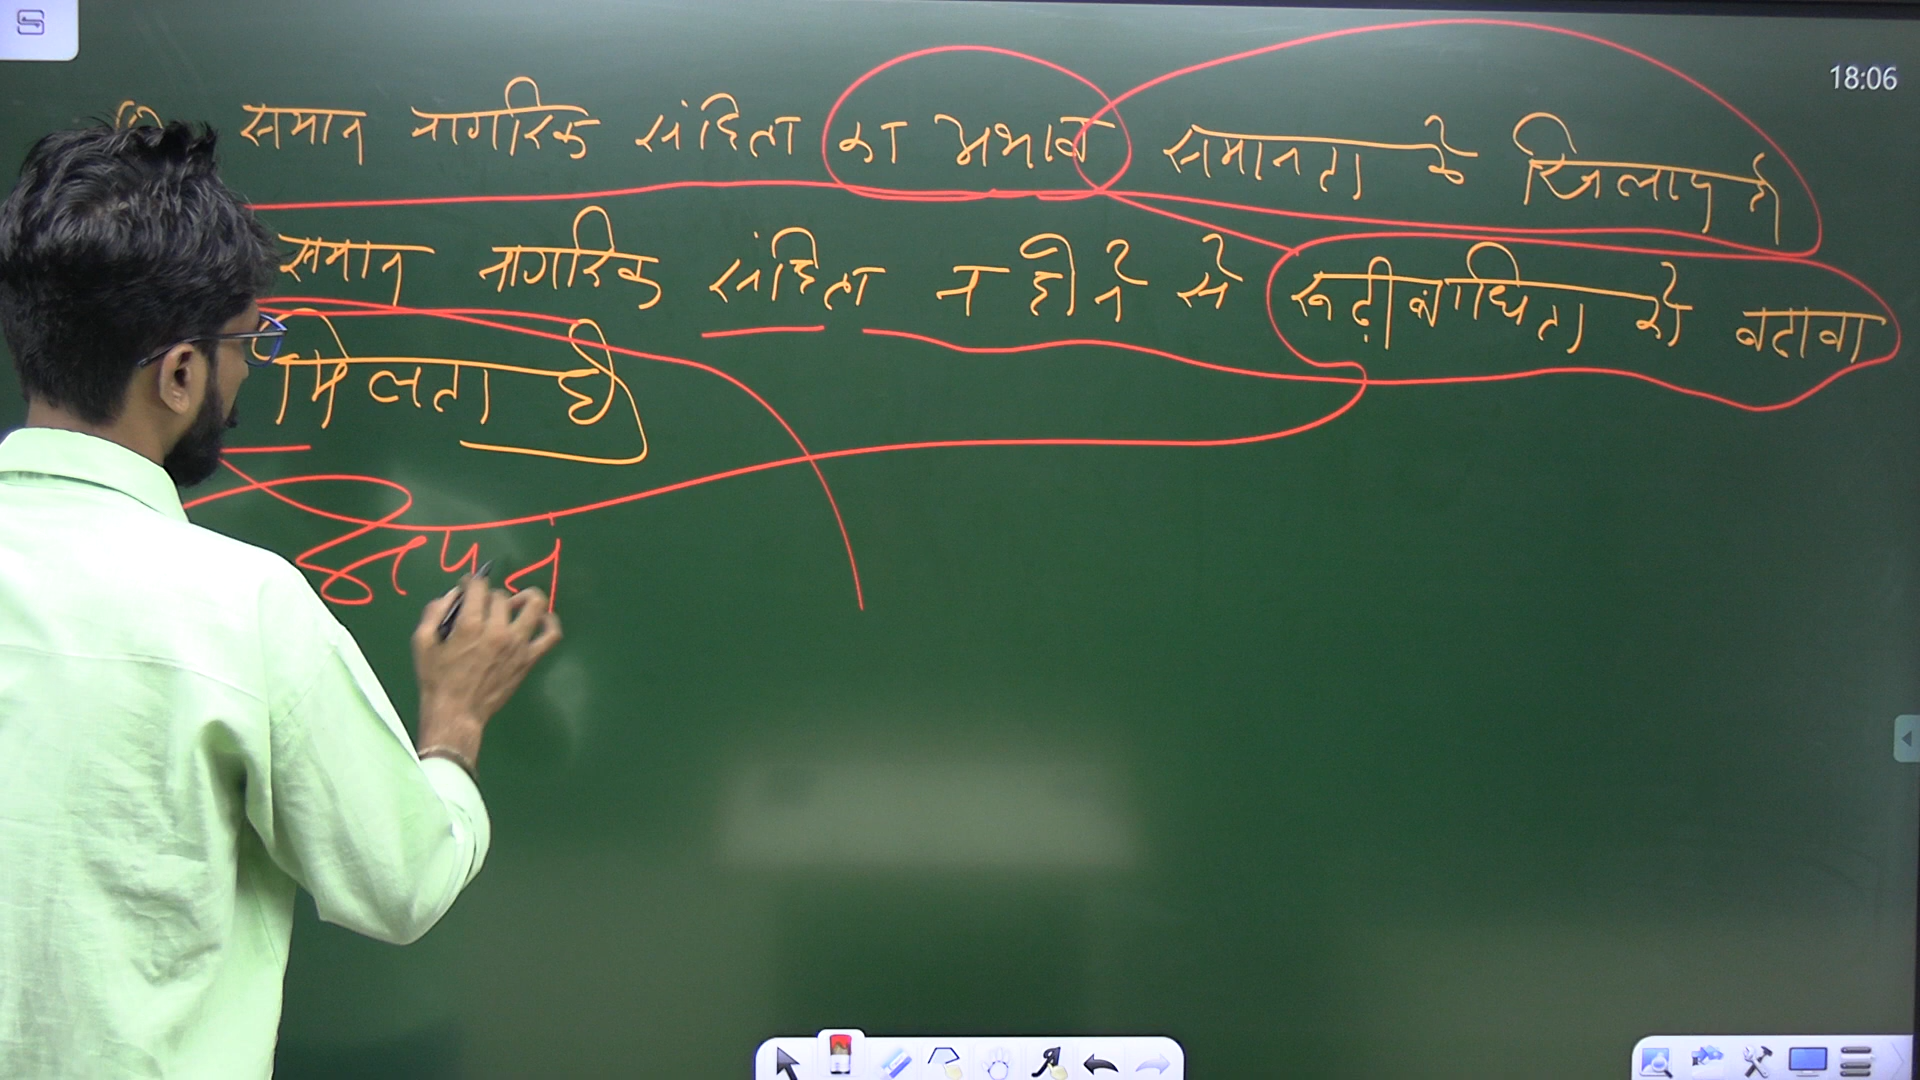 18:06
समान नागरिक संहिता का अभाव समानता के खिलाप है
समान नागरिक संहिता न होने से रूढ़ीवाधिता को बढावा
मिलता है